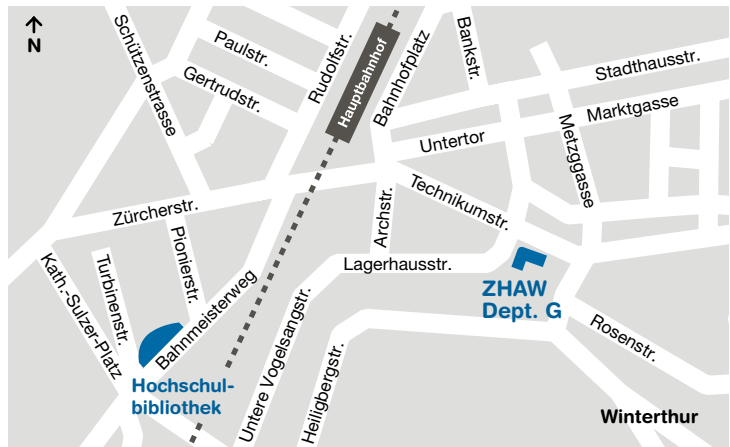 N
Schützenstrasse
Paulstr.
Gertrudstr.
Rudolfstr.
Hauptbahnhof
Bahnhofplatz
Bankstr.
Stadthausstr.
Marktgasse
Untertor
Metzggasse
Technikumstr.
Zürcherstr.
Archstr.
Pionierstr.
Lagerhausstr.
Kath.-Sulzer-Platz
Turbinenstr.
Bahnmeisterweg
Untere Vogelsangstr.
Heiligbergstr.
ZHAW
Dept. G
Rosenstr.
Hochschul-
bibliothek
Winterthur